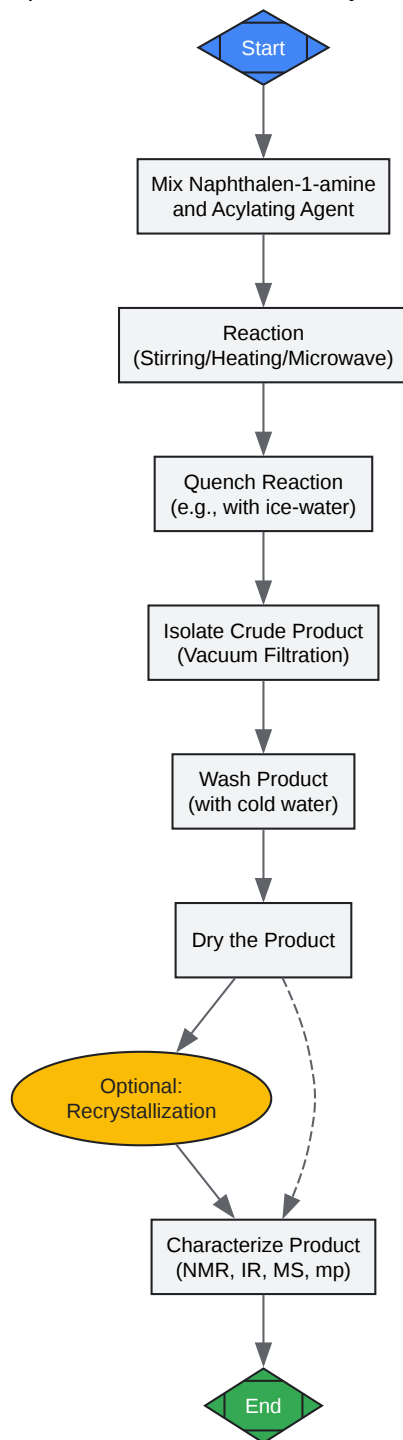 Start
Mix Naphthalen-1-amine
and Acylating Agent
Reaction
(Stirring/Heating/Microwave)
Quench Reaction
(e.g., with ice-water)
Isolate Crude Product
(Vacuum Filtration)
Wash Product
(with cold water)
Dry the Product
Optional:
Recrystallization
Characterize Product
(NMR, IR, MS, mp)
End